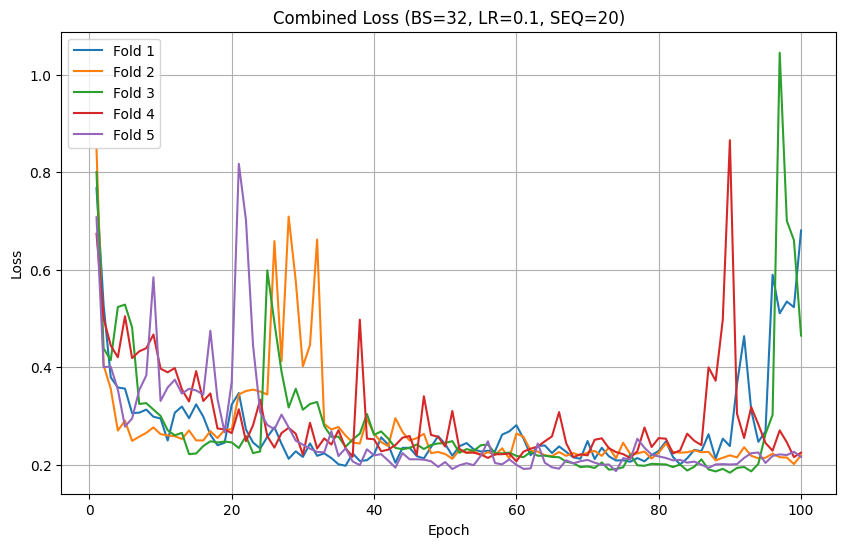 Combined Loss (BS=32, LR=0.1, SEQ=20)
Fold 1
Fold 2
Fold 3
Fold 4
Fold 5
Loss
1.0
0.8
0.6
0.4
0.2
0
20
40
60
80
100
Epoch